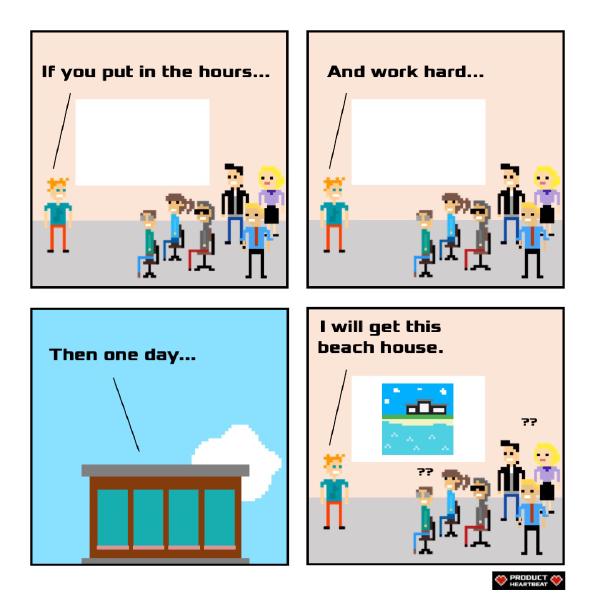 If you put in the hours...
And work hard...
Then one day...
I will get this
beach house.
??
??
PRODUCT
HEARTBEAT